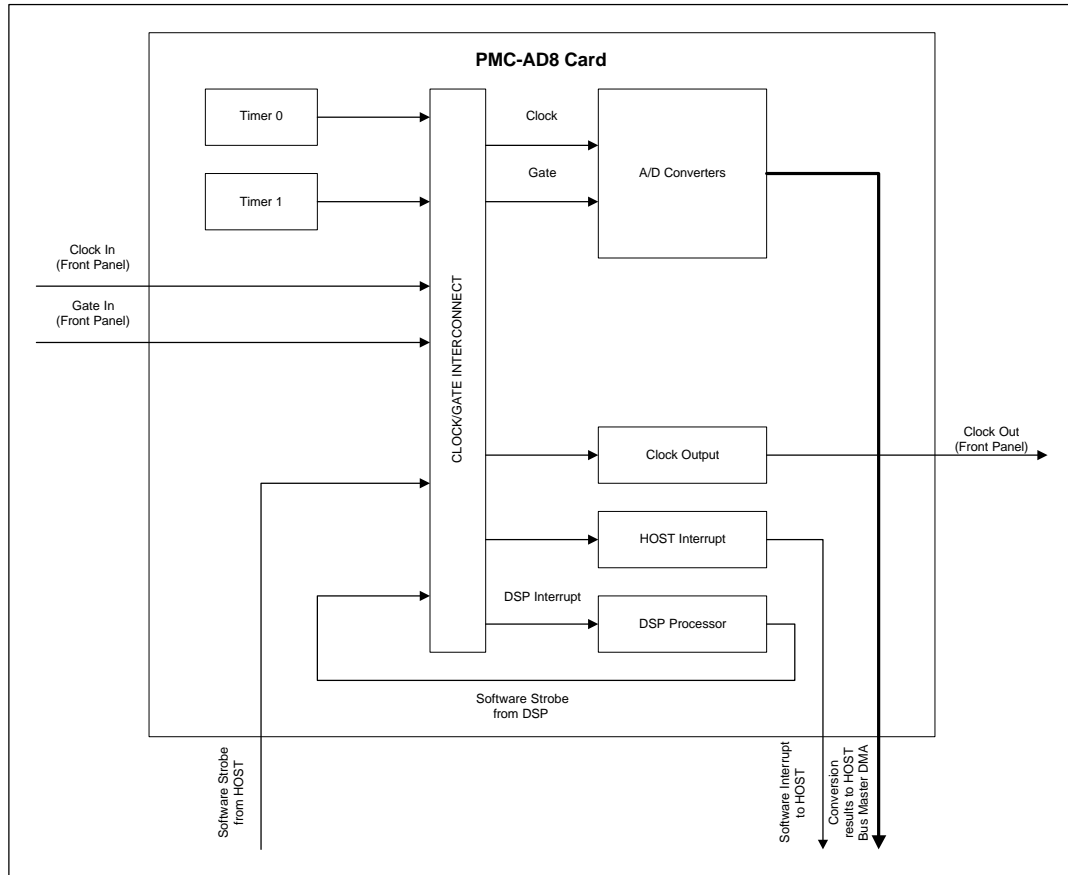 PMC-AD8 Card
Timer 0
Clock
A/D Converters
Gate
Timer 1
Clock In
(Front Panel)
Gate In
(Front Panel)
CLOCK/GATE INTERCONNECT
Clock Output
Clock Out
(Front Panel)
HOST Interrupt
DSP Interrupt
DSP Processor
Software Strobe
from DSP
Software Strobe
from HOST
Software Interrupt
to HOST
Conversion
results to HOST
Bus Master DMA